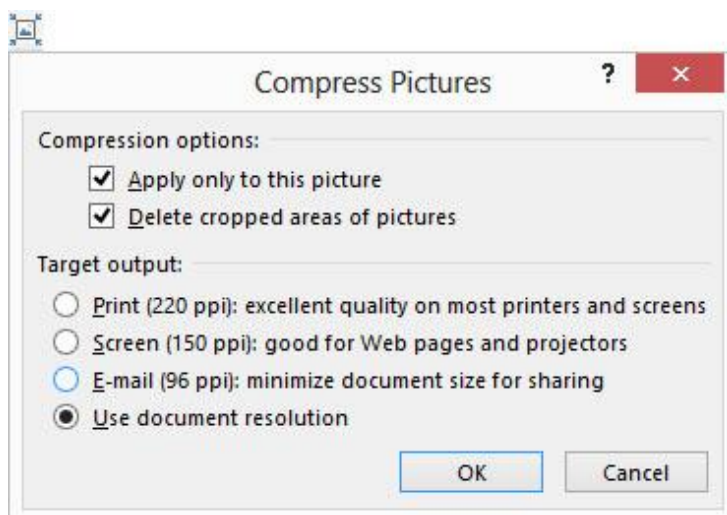 Compress Pictures ? ×
Compression options:
Apply only to this picture
Delete cropped areas of pictures
Target output:
Print (220 ppi): excellent quality on most printers and screens
Screen (150 ppi): good for Web pages and projectors
E-mail (96 ppi): minimize document size for sharing
Use document resolution
OK Cancel